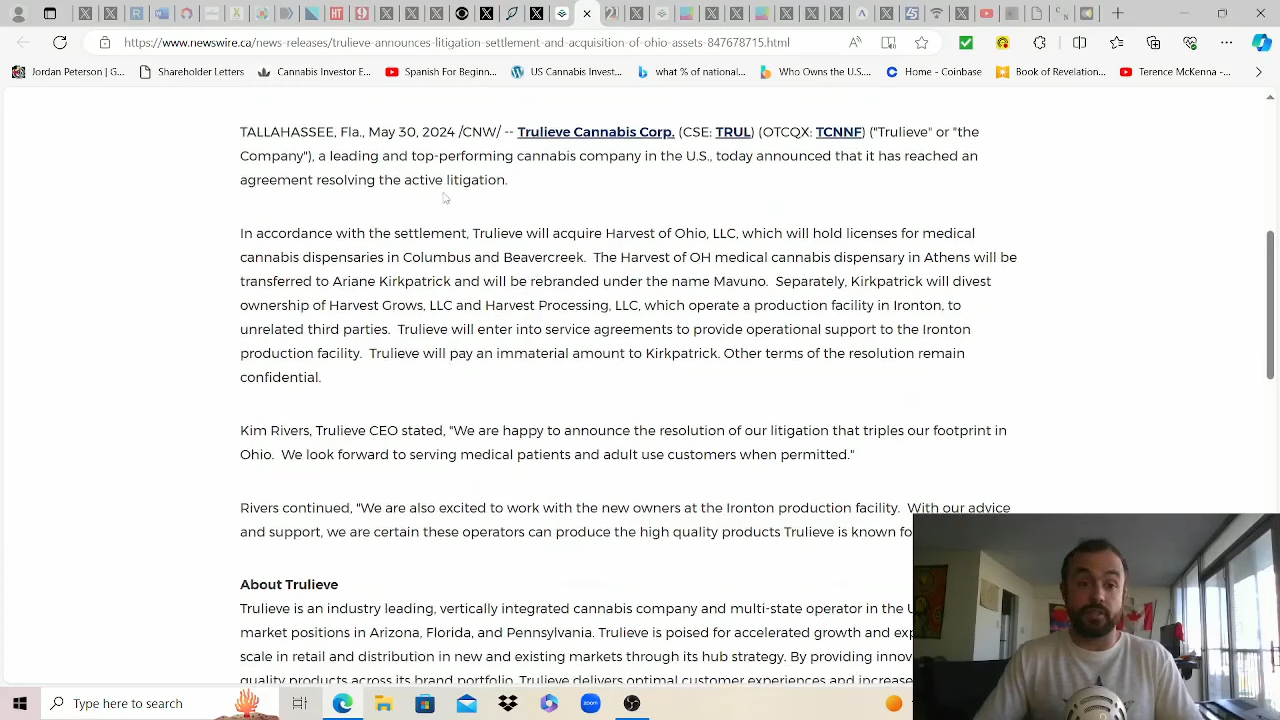 https://www.newswire.ca/news-releases/trulieve-announces-litigation-settlement-and-acquisition-of-ohio-assets-847678715.html
Jordan Peterson | G...
Shareholder Letters
Cannabis Investor E...
Spanish For Beginn...
US Cannabis Invest...
what % of national...
Who Owns the U.S...
Home - Coinbase
Book of Revelation...
Terence McKenna -...
TALLAHASSEE, Fla., May 30, 2024 /CNW/ -- Trulieve Cannabis Corp. (CSE: TRUL) (OTCQX: TCNNF) ("Trulieve" or "the
Company"), a leading and top-performing cannabis company in the U.S., today announced that it has reached an
agreement resolving the active litigation.
In accordance with the settlement, Trulieve will acquire Harvest of Ohio, LLC, which will hold licenses for medical
cannabis dispensaries in Columbus and Beavercreek. The Harvest of OH medical cannabis dispensary in Athens will be
transferred to Ariane Kirkpatrick and will be rebranded under the name Mavuno. Separately, Kirkpatrick will divest
ownership of Harvest Grows, LLC and Harvest Processing, LLC, which operate a production facility in Ironton, to
unrelated third parties. Trulieve will enter into service agreements to provide operational support to the Ironton
production facility. Trulieve will pay an immaterial amount to Kirkpatrick. Other terms of the resolution remain
confidential.
Kim Rivers, Trulieve CEO stated, "We are happy to announce the resolution of our litigation that triples our footprint in
Ohio. We look forward to serving medical patients and adult use customers when permitted."
Rivers continued, "We are also excited to work with the new owners at the Ironton production facility. With our advice
and support, we are certain these operators can produce the high quality products Trulieve is known fo
About Trulieve
Trulieve is an industry leading, vertically integrated cannabis company and multi-state operator in the U
market positions in Arizona, Florida, and Pennsylvania. Trulieve is poised for accelerated growth and exp
scale in retail and distribution in new and existing markets through its hub strategy. By providing innov
quality products across its brand portfolio, Trulieve delivers optimal customer experiences and increase
Type here to search
zoom